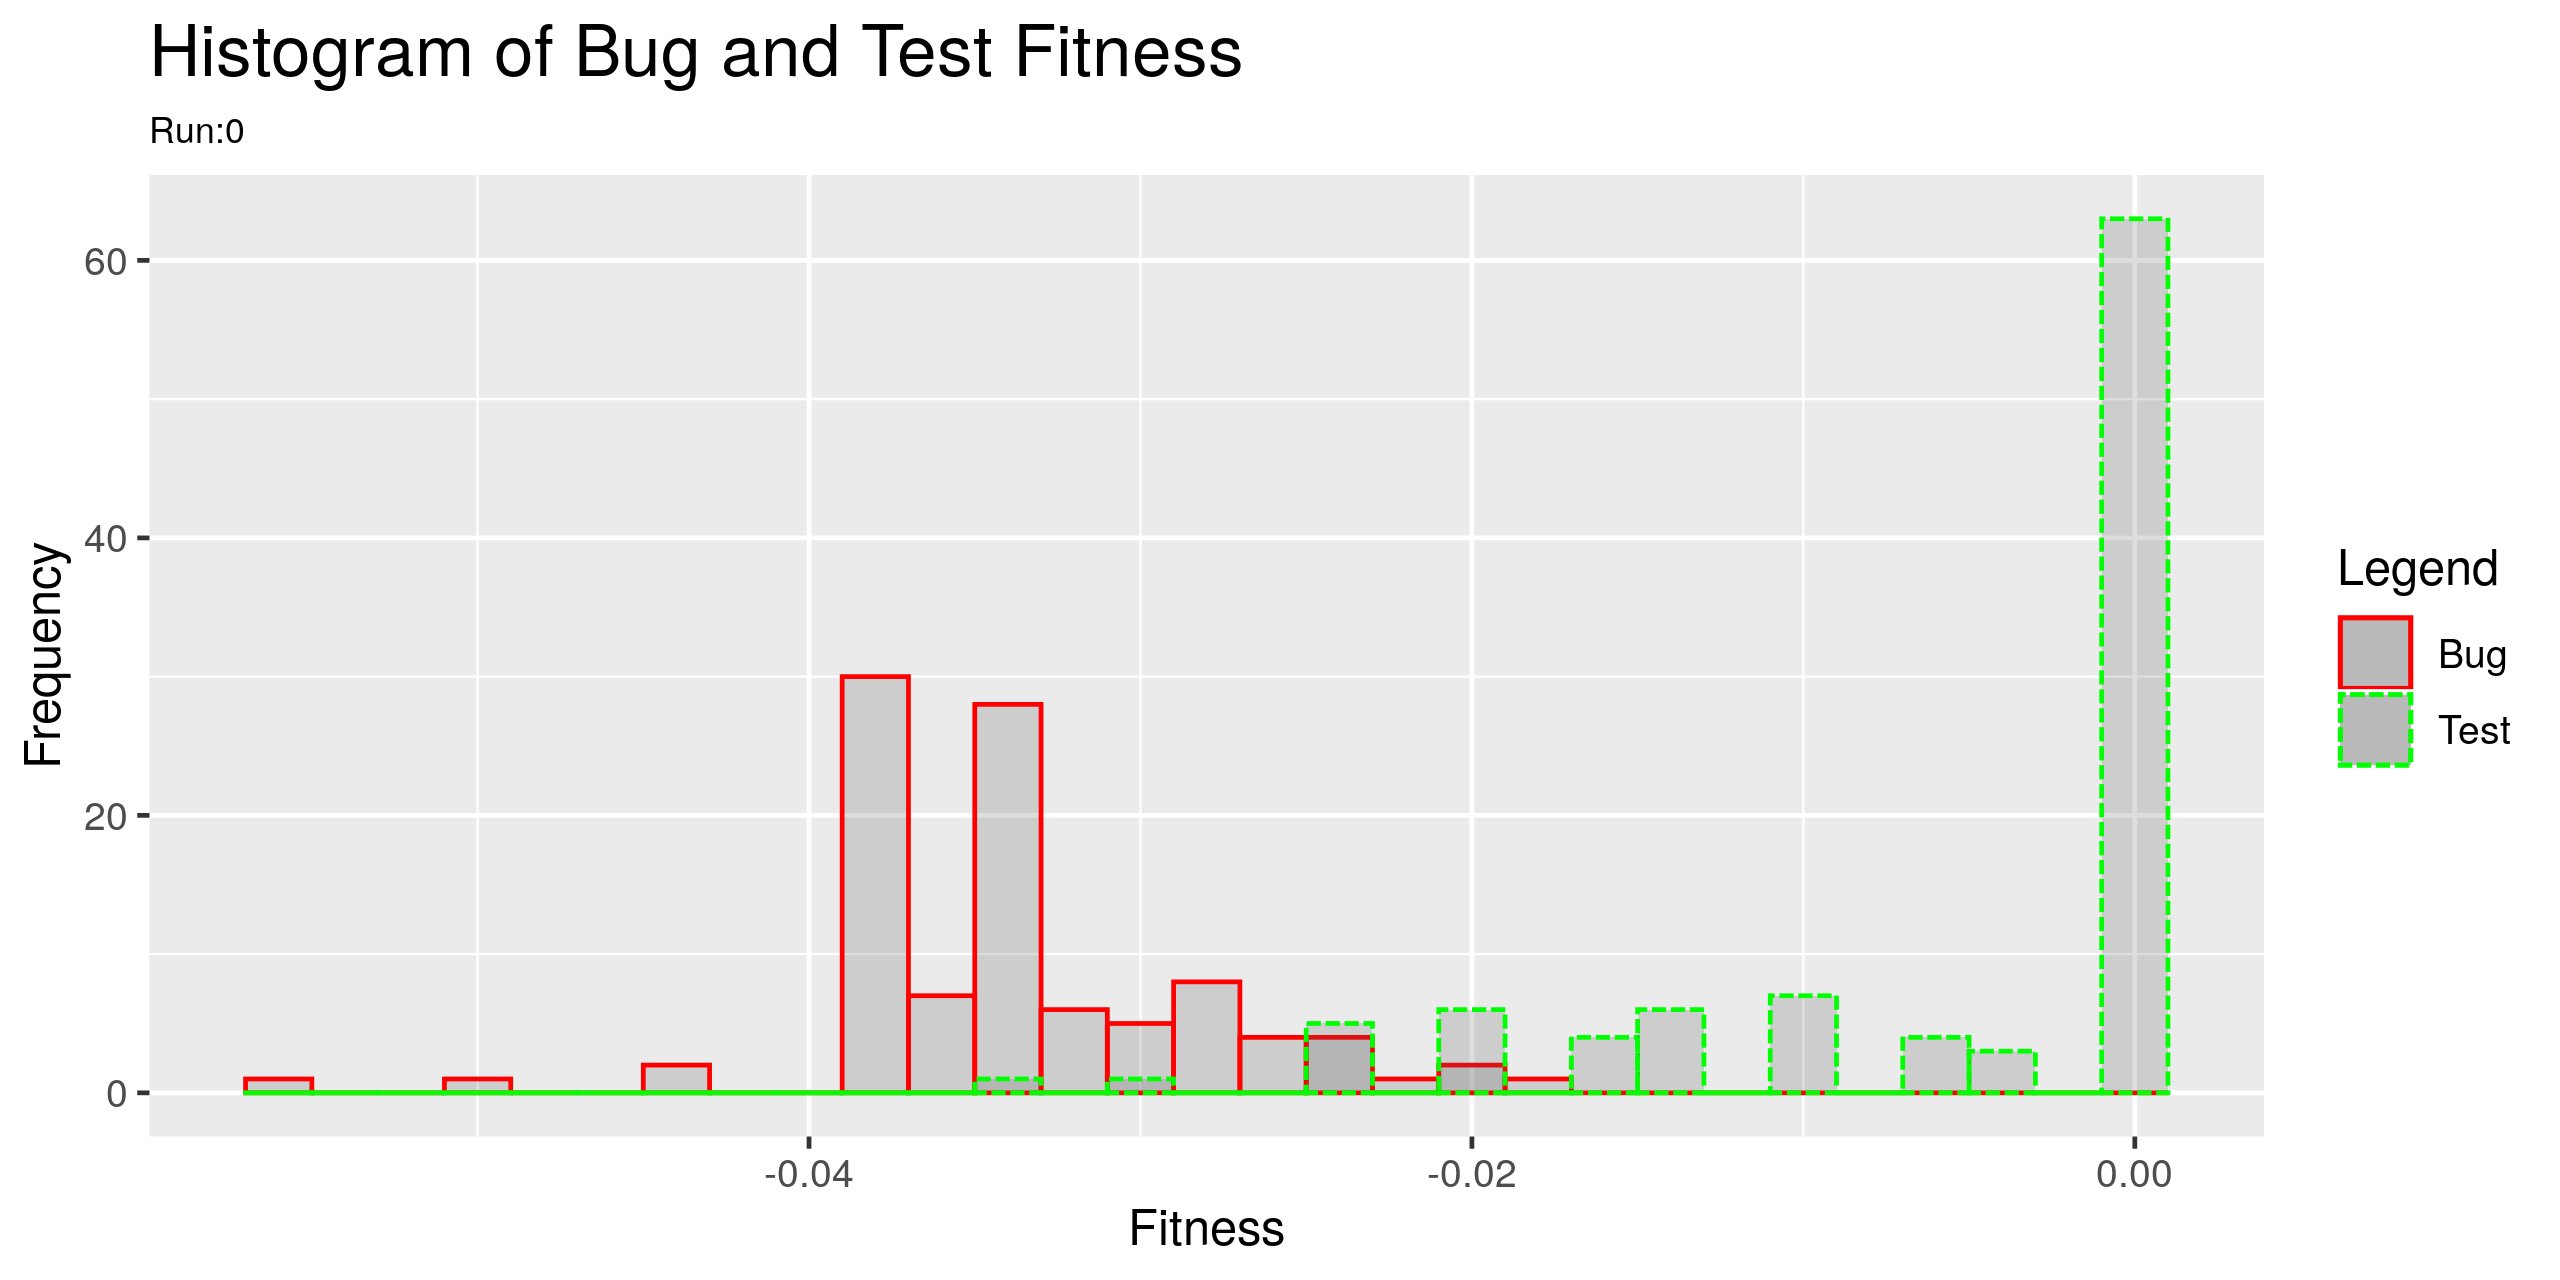 Histogram of Bug and Test Fitness
Run:0
60
40
20
0
Frequency
-0.04
-0.02
0.00
Fitness
Legend
Bug
Test